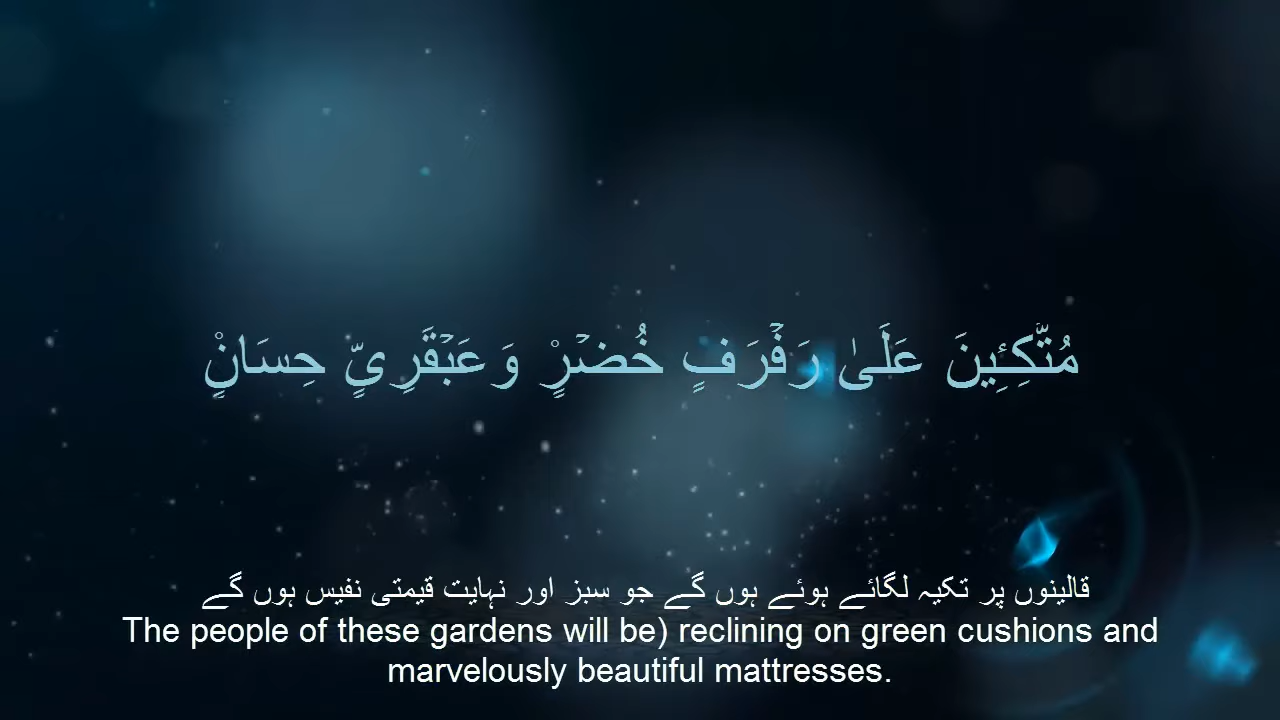 مُتَّكِـِٕينَ عَلَىٰ رَفْرَفٍ خُضْرٍۢ وَعَبْقَرِىٍّ حِسَانٍۢ
قالینوں پر تکیہ لگائے ہوئے ہوں گے جو سبز اور نہایت قیمتی نفیس ہوں گے
The people of these gardens will be) reclining on green cushions and
marvelously beautiful mattresses.